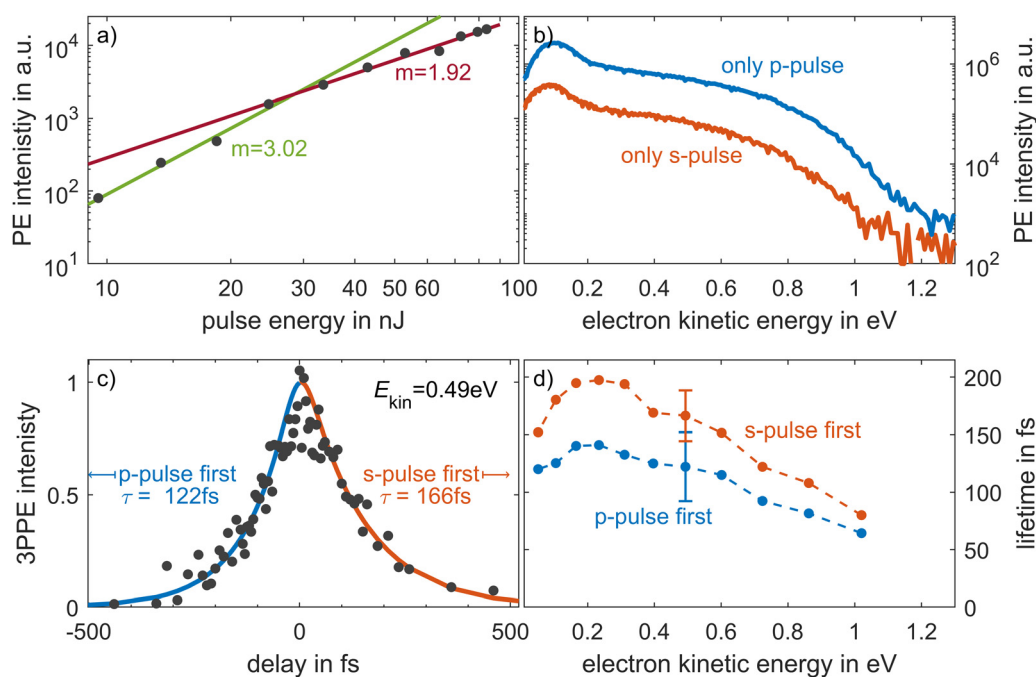 a)
PE intenistiy in a.u.
10^4
10^3
10^2
10^1
m=1.92
m=3.02
10 20 30 40 50 60 100
pulse energy in nJ
b)
only p-pulse
only s-pulse
10^6
10^4
10^2
PE intensity in a.u.
0 0.2 0.4 0.6 0.8 1 1.2
electron kinetic energy in eV
c)
E_kin=0.49eV
3PPE intenisty
1
0.5
0
p-pulse first
τ = 122fs
s-pulse first
τ = 166fs
-500 0 500
delay in fs
d)
s-pulse first
p-pulse first
200
150
100
50
0
lifetime in fs
0 0.2 0.4 0.6 0.8 1 1.2
electron kinetic energy in eV